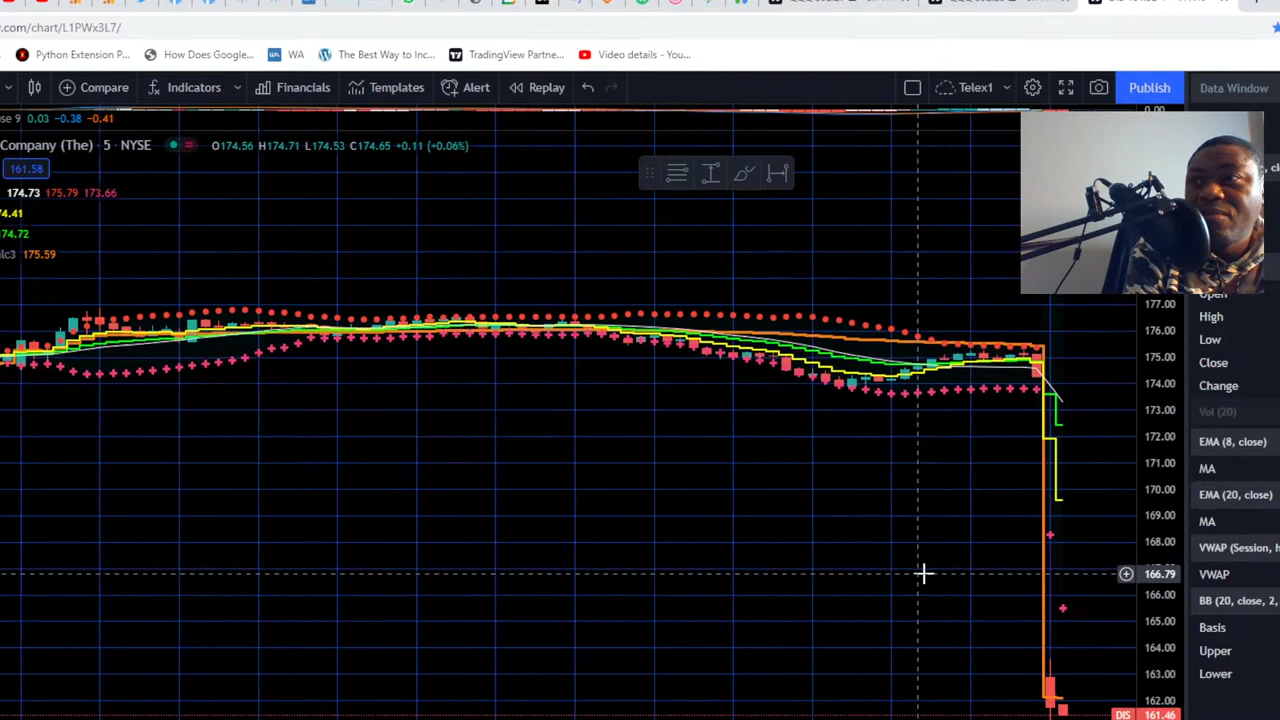 w.com/chart/L1PWx3L7/
Python Extension P... How Does Google... WA The Best Way to Inc... TradingView Partne... Video details - You...
Compare Indicators Financials Templates Alert Replay Telex1 Publish Data Window
ose 9 0.03 −0.38 −0.41
0.00
Company (The) · 5 · NYSE O174.56 H174.71 L174.53 C174.65 +0.11 (+0.06%)
161.58
174.73 175.79 173.66
74.41
174.72
alc3 175.59
177.00
176.00
175.00
174.00
173.00
172.00
171.00
170.00
169.00
168.00
166.79
166.00
165.00
164.00
163.00
162.00
DIS 161.46
Open
High
Low
Close
Change
Vol (20)
EMA (8, close)
MA
EMA (20, close)
MA
VWAP (Session, h
VWAP
BB (20, close, 2,
Basis
Upper
Lower